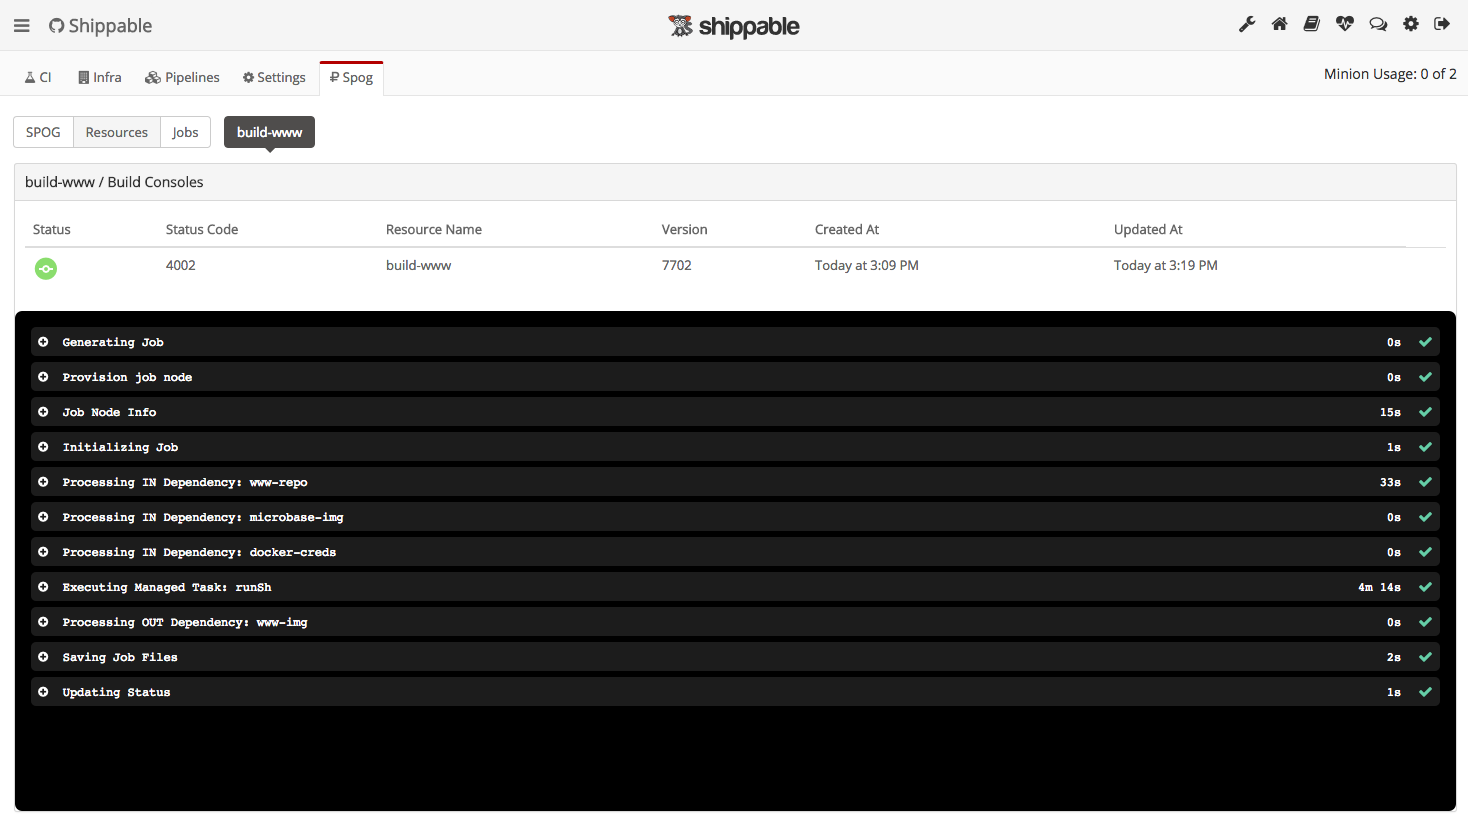 Shippable shippable
CI Infra Pipelines Settings Spog Minion Usage: 0 of 2
SPOG Resources Jobs build-www
build-www / Build Consoles
Status Status Code Resource Name Version Created At Updated At
4002 build-www 7702 Today at 3:09 PM Today at 3:19 PM
Generating Job 0s
Provision job node 0s
Job Node Info 15s
Initializing Job 1s
Processing IN Dependency: www-repo 33s
Processing IN Dependency: microbase-img 0s
Processing IN Dependency: docker-creds 0s
Executing Managed Task: runSh 4m 14s
Processing OUT Dependency: www-img 0s
Saving Job Files 2s
Updating Status 1s